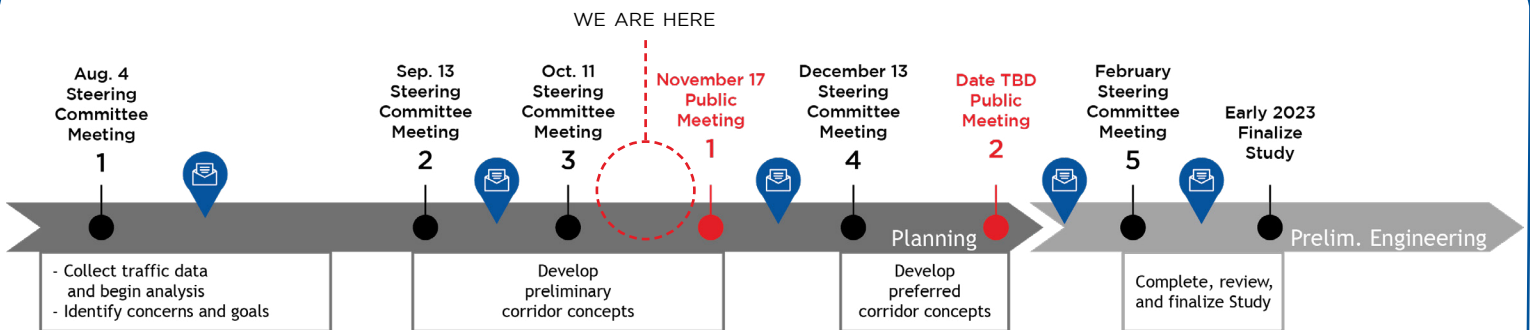 WE ARE HERE
Aug. 4
Steering
Committee
Meeting
1
Sep. 13
Steering
Committee
Meeting
2
Oct. 11
Steering
Committee
Meeting
3
November 17
Public
Meeting
1
December 13
Steering
Committee
Meeting
4
Date TBD
Public
Meeting
2
February
Steering
Committee
Meeting
5
Early 2023
Finalize
Study
Planning
Prelim. Engineering
- Collect traffic data
and begin analysis
- Identify concerns and goals
Develop
preliminary
corridor concepts
Develop
preferred
corridor concepts
Complete, review,
and finalize Study